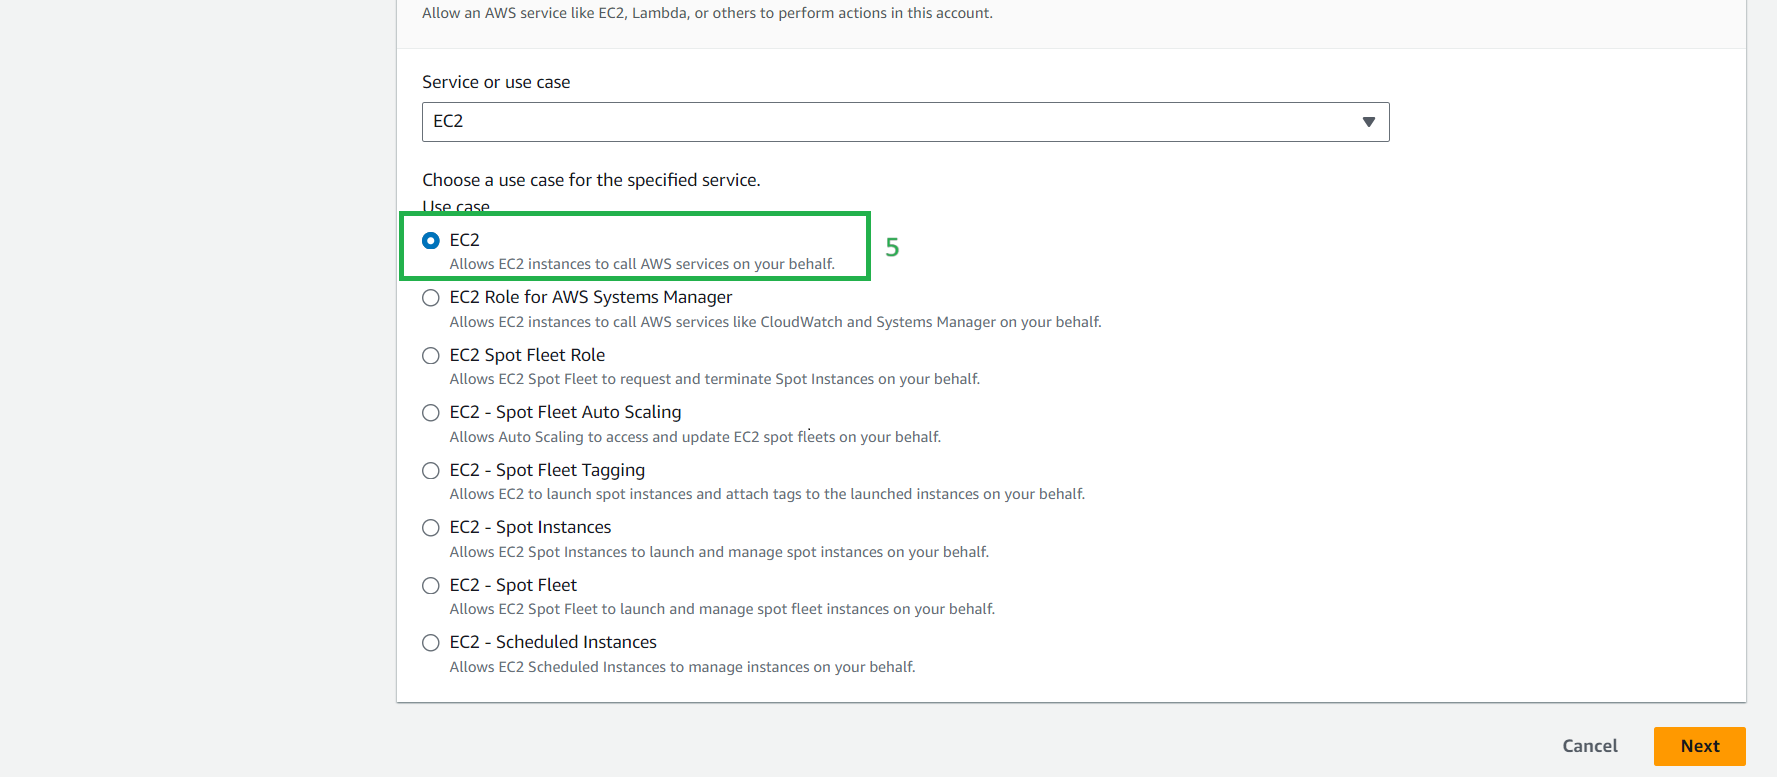 Allow an AWS service like EC2, Lambda, or others to perform actions in this account.
Service or use case
EC2
Choose a use case for the specified service.
Use case
EC2
5
Allows EC2 instances to call AWS services on your behalf.
EC2 Role for AWS Systems Manager
Allows EC2 instances to call AWS services like CloudWatch and Systems Manager on your behalf.
EC2 Spot Fleet Role
Allows EC2 Spot Fleet to request and terminate Spot Instances on your behalf.
EC2 - Spot Fleet Auto Scaling
Allows Auto Scaling to access and update EC2 spot fleets on your behalf.
EC2 - Spot Fleet Tagging
Allows EC2 to launch spot instances and attach tags to the launched instances on your behalf.
EC2 - Spot Instances
Allows EC2 Spot Instances to launch and manage spot instances on your behalf.
EC2 - Spot Fleet
Allows EC2 Spot Fleet to launch and manage spot fleet instances on your behalf.
EC2 - Scheduled Instances
Allows EC2 Scheduled Instances to manage instances on your behalf.
Cancel
Next